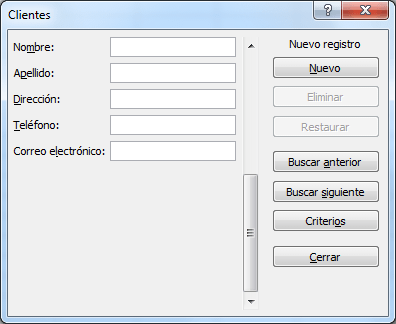 Clientes
Nombre:
Apellido:
Dirección:
Teléfono:
Correo electrónico:
Nuevo registro
Nuevo
Eliminar
Restaurar
Buscar anterior
Buscar siguiente
Criterios
Cerrar